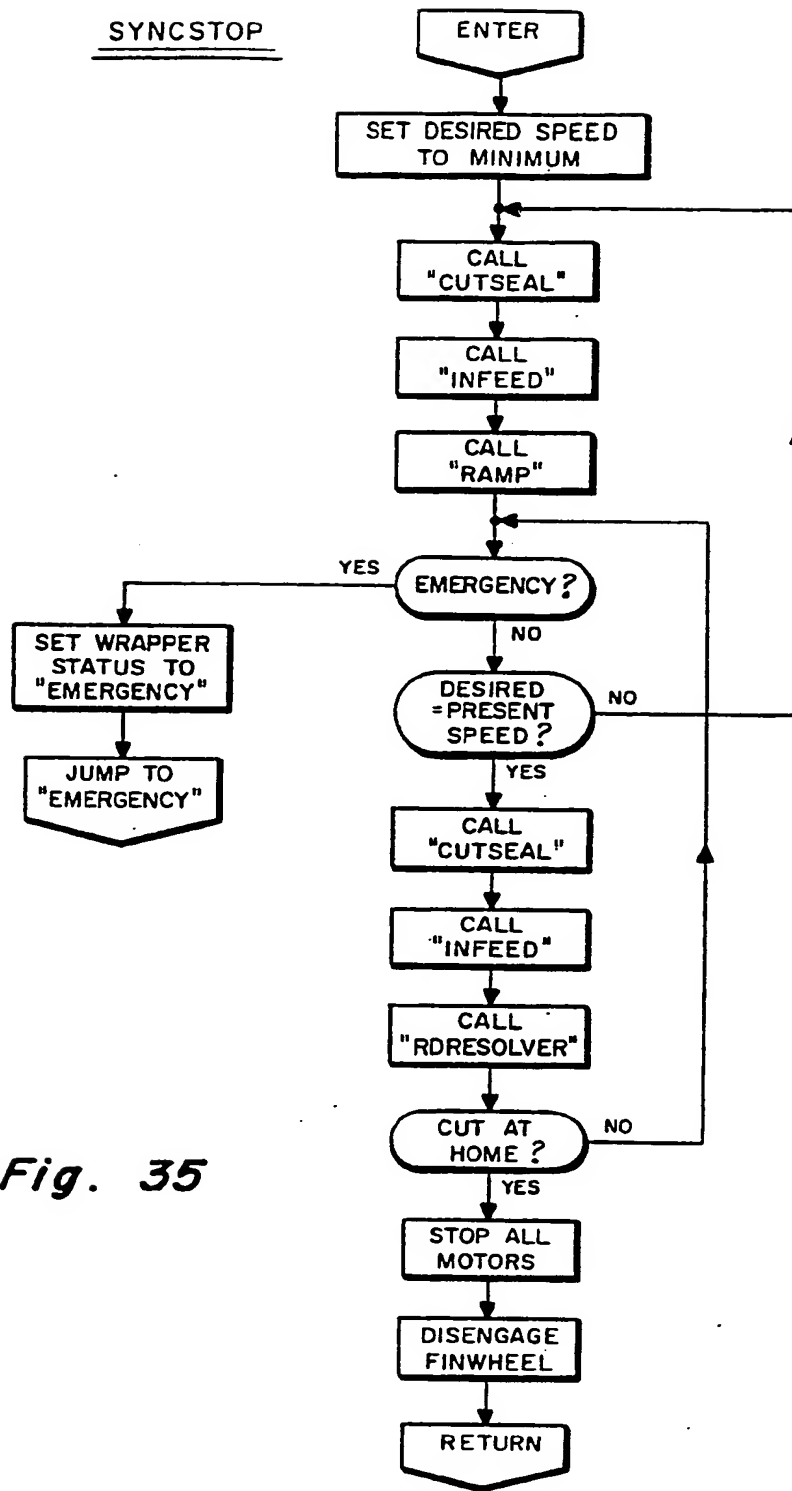 SYNCSTOP
ENTER
SET DESIRED SPEED
TO MINIMUM
CALL
"CUTSEAL"
CALL
"INFEED"
CALL
"RAMP"
EMERGENCY?
YES
NO
SET WRAPPER
STATUS TO
"EMERGENCY"
JUMP TO
"EMERGENCY"
DESIRED
=PRESENT
SPEED?
NO
YES
CALL
"CUTSEAL"
CALL
"INFEED"
CALL
"RDRESOLVER"
CUT AT
HOME?
NO
YES
STOP ALL
MOTORS
DISENGAGE
FINWHEEL
RETURN
Fig. 35